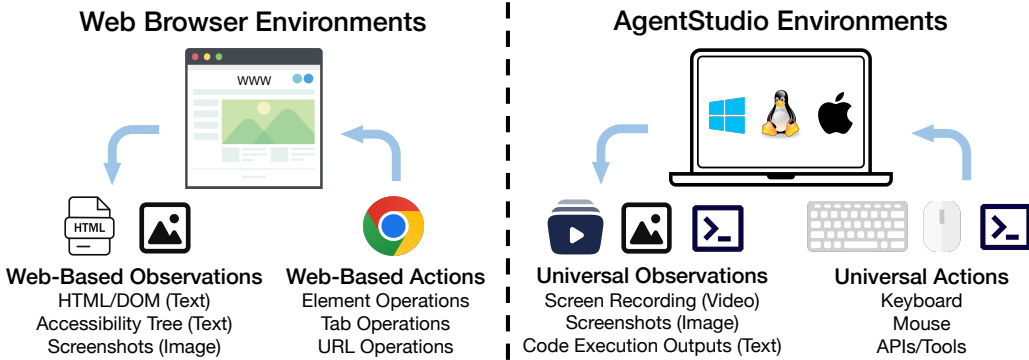 Web Browser Environments
WWW
HTML
Web-Based Observations
HTML/DOM (Text)
Accessibility Tree (Text)
Screenshots (Image)
Web-Based Actions
Element Operations
Tab Operations
URL Operations
AgentStudio Environments
Universal Observations
Screen Recording (Video)
Screenshots (Image)
Code Execution Outputs (Text)
Universal Actions
Keyboard
Mouse
APIs/Tools